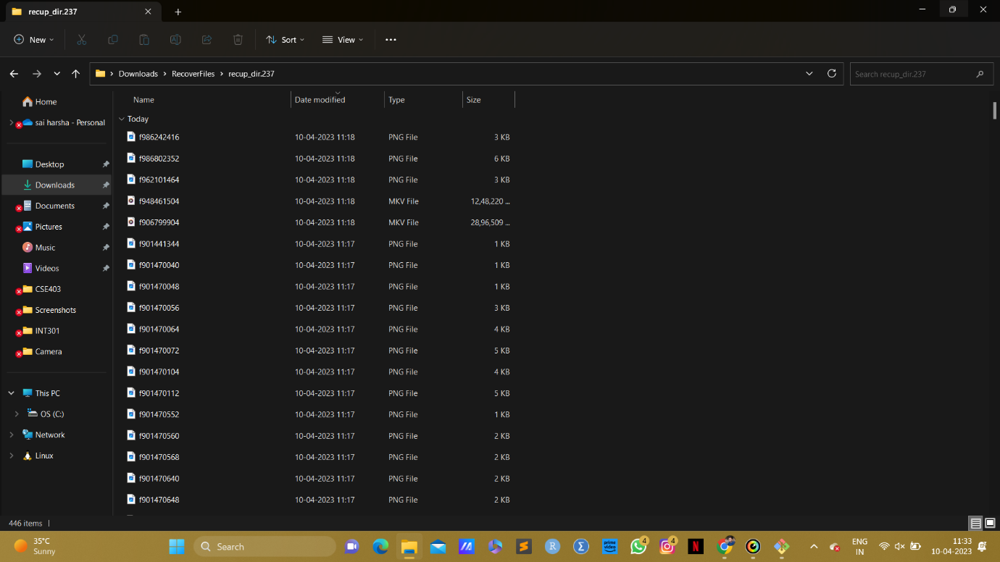 recup_dir.237
New
Sort
View
Downloads RecoverFiles recup_dir.237
Search recup_dir.237
Home
sai harsha - Personal
Desktop
Downloads
Documents
Pictures
Music
Videos
CSE403
Screenshots
INT301
Camera
This PC
OS (C:)
Network
Linux
Name Date modified Type Size
Today
f986242416 10-04-2023 11:18 PNG File 3 KB
f986802352 10-04-2023 11:18 PNG File 6 KB
f962101464 10-04-2023 11:18 PNG File 3 KB
f948461504 10-04-2023 11:18 MKV File 12,48,220 ...
f906799904 10-04-2023 11:18 MKV File 28,96,509 ...
f901441344 10-04-2023 11:17 PNG File 1 KB
f901470040 10-04-2023 11:17 PNG File 1 KB
f901470048 10-04-2023 11:17 PNG File 1 KB
f901470056 10-04-2023 11:17 PNG File 3 KB
f901470064 10-04-2023 11:17 PNG File 4 KB
f901470072 10-04-2023 11:17 PNG File 5 KB
f901470104 10-04-2023 11:17 PNG File 4 KB
f901470112 10-04-2023 11:17 PNG File 5 KB
f901470552 10-04-2023 11:17 PNG File 1 KB
f901470560 10-04-2023 11:17 PNG File 2 KB
f901470568 10-04-2023 11:17 PNG File 2 KB
f901470640 10-04-2023 11:17 PNG File 2 KB
f901470648 10-04-2023 11:17 PNG File 2 KB
446 items
35°C
Sunny
Search
R
Σ
prime video
4
4
N
ENG
IN
11:33
10-04-2023